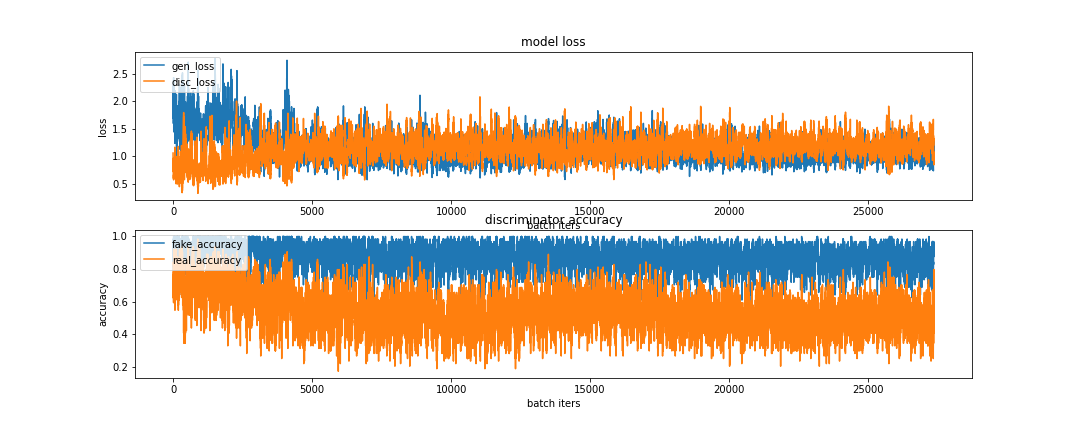 model loss
2.5
2.0
1.5
1.0
0.5
loss
gen_loss
disc_loss
0
5000
10000
15000
20000
25000
batch iters
discriminator accuracy
1.0
0.8
0.6
0.4
0.2
accuracy
fake_accuracy
real_accuracy
0
5000
10000
15000
20000
25000
batch iters